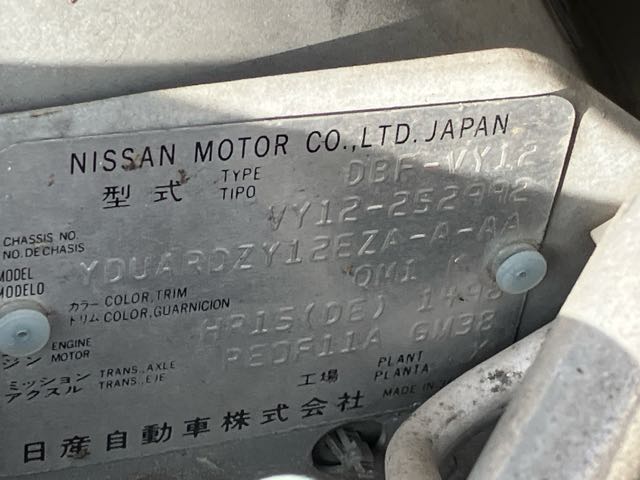 NISSAN MOTOR CO.,LTD. JAPAN
型式 TYPE TIPO DBF-VY12
CHASSIS NO. NO. DE CHASIS VY12-252992
MODEL MODELO YDUARDZY12EZA-A-AA
カラー COLOR, TRIM トリム COLOR, GUARNICION QM1 K
ENGINE MOTOR HR15(DE) 1498
ミッション アクスル TRANS., AXLE TRANS., EJE RE0F11A GM38
工場 PLANT PLANTA
MADE IN
日産自動車株式会社